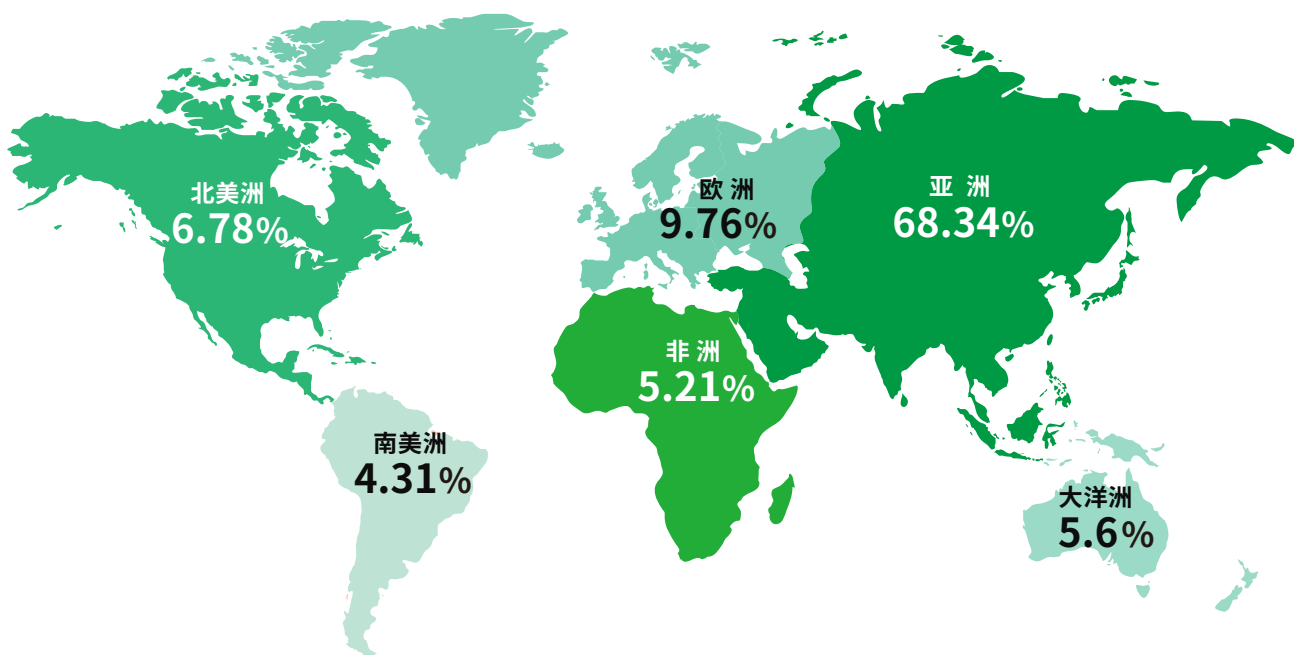 北美洲
6.78%
欧 洲
9.76%
亚 洲
68.34%
非 洲
5.21%
南美洲
4.31%
大洋洲
5.6%